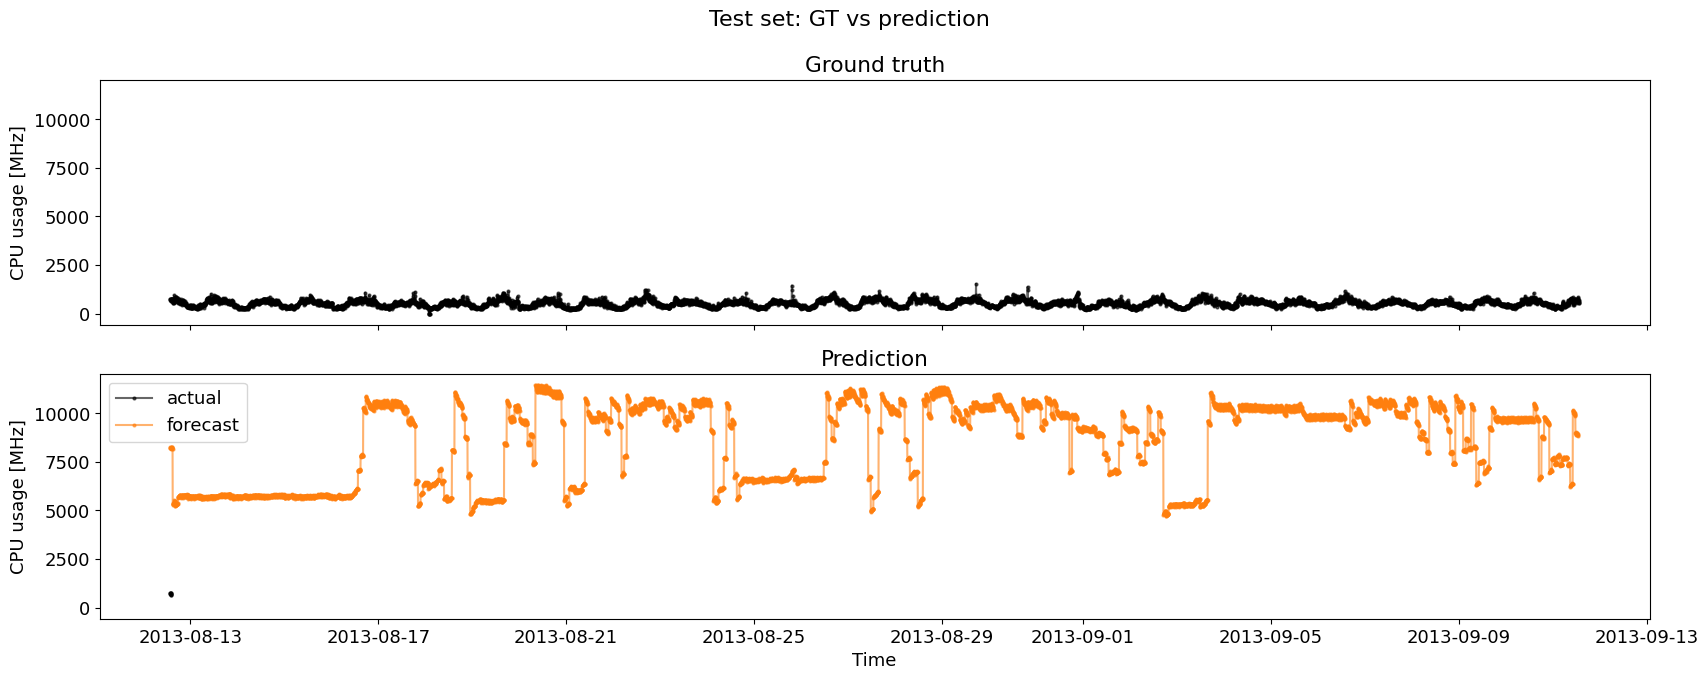 Test set: GT vs prediction
Ground truth
CPU usage [MHz]
10000
7500
5000
2500
0
Prediction
actual
forecast
CPU usage [MHz]
10000
7500
5000
2500
0
2013-08-13 2013-08-17 2013-08-21 2013-08-25 2013-08-29 2013-09-01 2013-09-05 2013-09-09 2013-09-13
Time